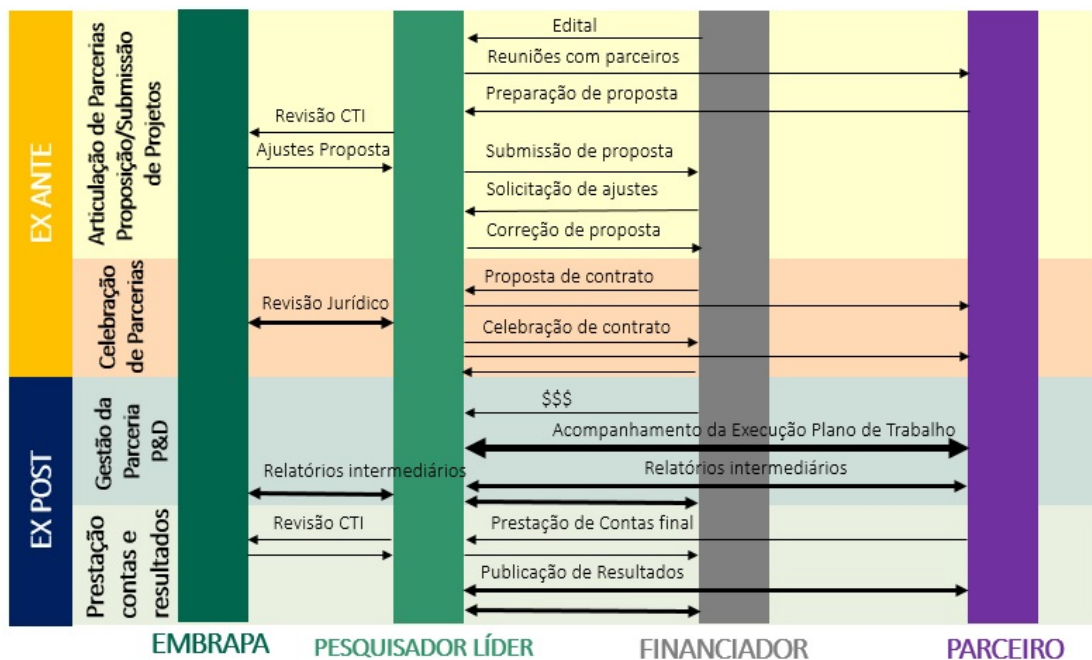 EX ANTE
Articulação de Parcerias
Proposição/Submissão
de Projetos
Edital
Reuniões com parceiros
Preparação de proposta
Revisão CTI
Ajustes Proposta
Submissão de proposta
Solicitação de ajustes
Correção de proposta
Celebração
de Parcerias
Proposta de contrato
Revisão Jurídico
Celebração de contrato
EX POST
Gestão da
Parceria
P&D
$$$
Acompanhamento da Execução Plano de Trabalho
Relatórios intermediários
Relatórios intermediários
Prestação
contas e
resultados
Revisão CTI
Prestação de Contas final
Publicação de Resultados
EMBRAPA
PESQUISADOR LÍDER
FINANCIADOR
PARCEIRO